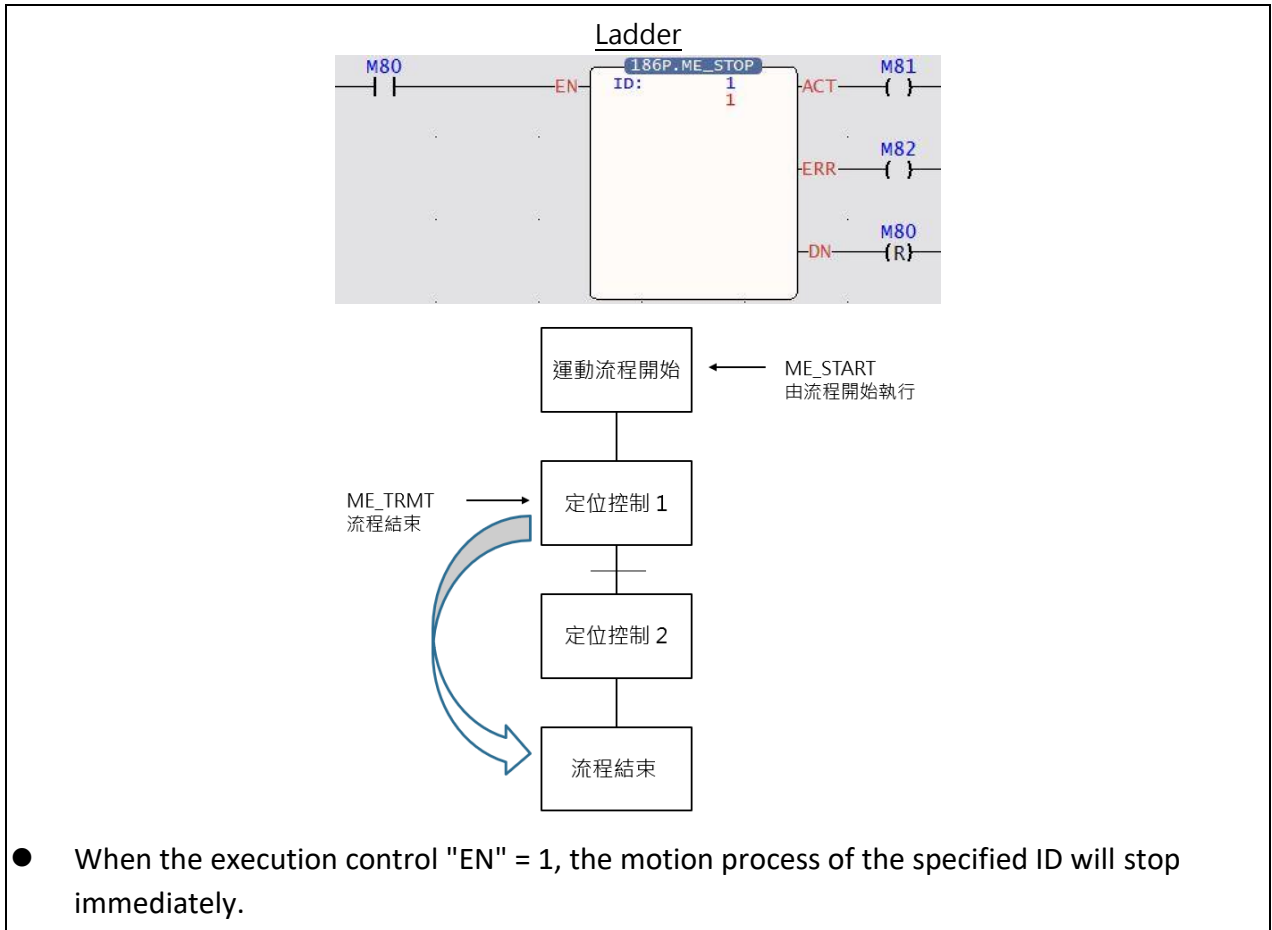 Ladder
M80
186P.ME_STOP
M81
EN
ID: 1
ACT
( )
1
M82
ERR
( )
M80
DN
(R)
運動流程開始
ME_START
由流程開始執行
ME_TRMT
流程結束
定位控制 1
定位控制 2
流程結束
● When the execution control "EN" = 1, the motion process of the specified ID will stop
immediately.